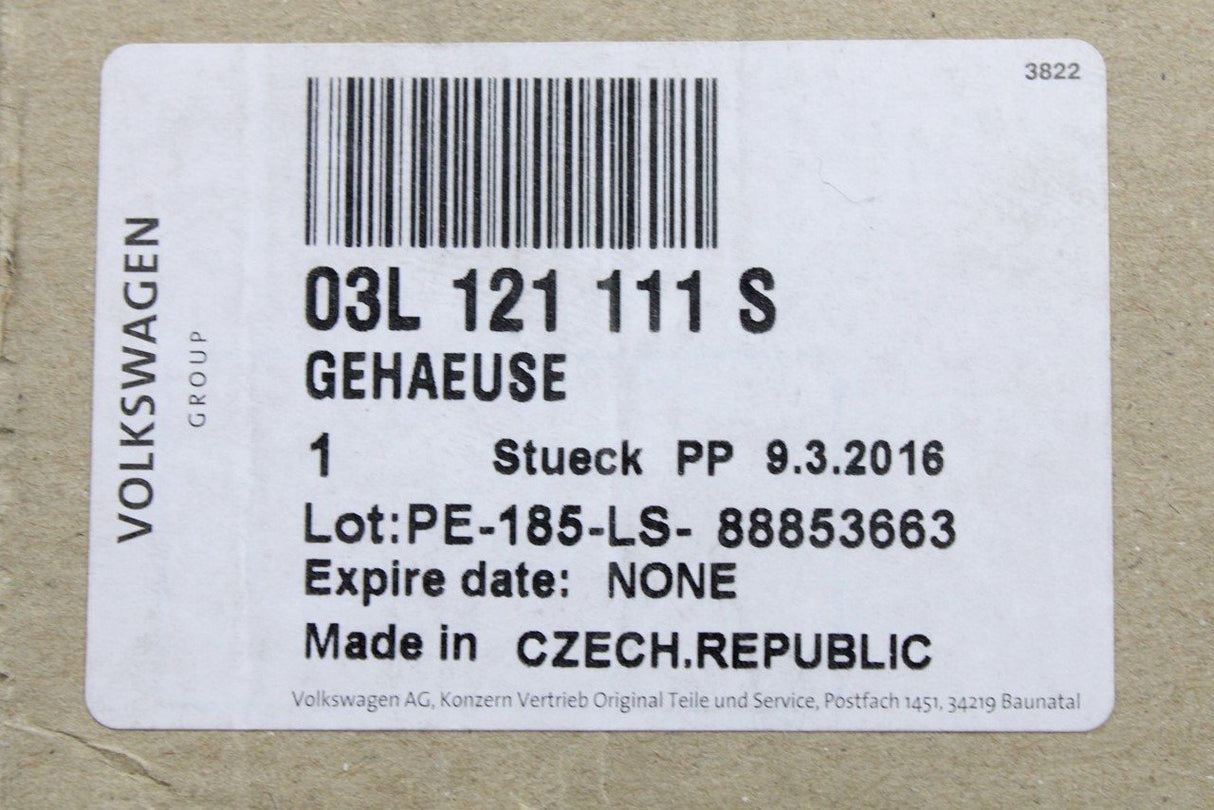 3822
VOLKSWAGEN
GROUP
03L 121 111 S
GEHAEUSE
1 Stueck PP 9.3.2016
Lot:PE-185-LS- 88853663
Expire date: NONE
Made in CZECH.REPUBLIC
Volkswagen AG, Konzern Vertrieb Original Teile und Service, Postfach 1451, 34219 Baunatal